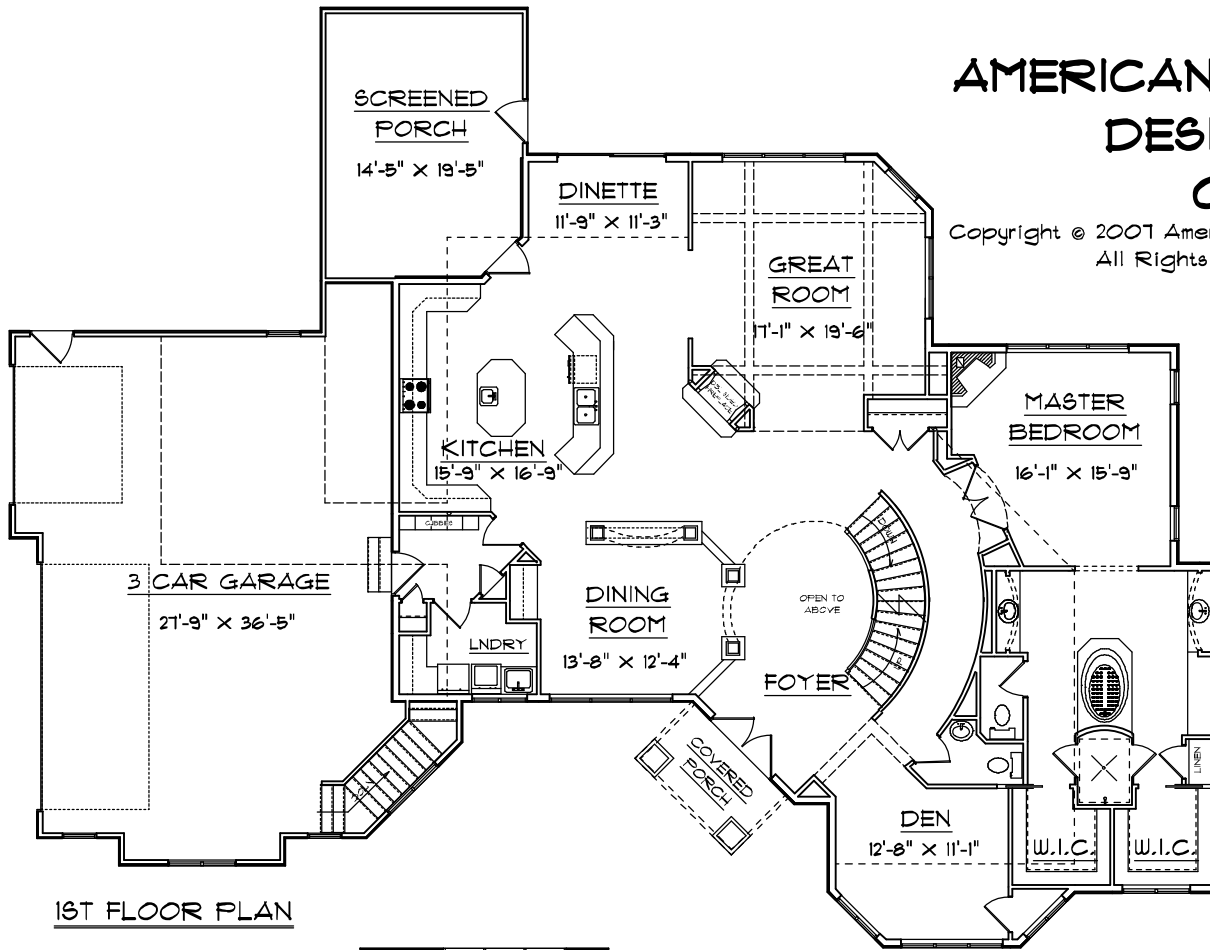 AMERICAN
Copyright © 2007 Amer
All Rights
SCREENED
PORCH
14'-5" X 19'-5"
DINETTE
11'-9" X 11'-3"
GREAT
ROOM
17'-1" X 19'-6"
MASTER
BEDROOM
16'-1" X 15'-9"
KITCHEN
15'-9" X 16'-9"
CUBBIES
DOWN
3 CAR GARAGE
27'-9" X 36'-5"
DINING
ROOM
13'-8" X 12'-4"
OPEN TO
ABOVE
LNDRY
UP
FOYER
COVERED
PORCH
LINEN
DEN
12'-8" X 11'-1"
W.I.C.
W.I.C.
1ST FLOOR PLAN